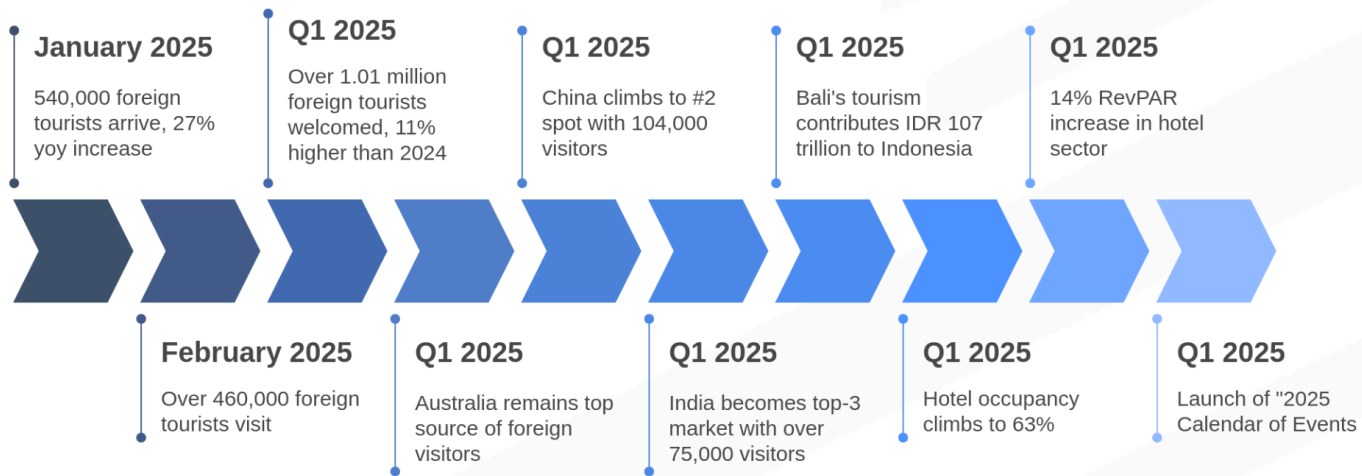 January 2025
540,000 foreign
tourists arrive, 27%
yoy increase
Q1 2025
Over 1.01 million
foreign tourists
welcomed, 11%
higher than 2024
Q1 2025
China climbs to #2
spot with 104,000
visitors
Q1 2025
Bali's tourism
contributes IDR 107
trillion to Indonesia
Q1 2025
14% RevPAR
increase in hotel
sector
February 2025
Over 460,000 foreign
tourists visit
Q1 2025
Australia remains top
source of foreign
visitors
Q1 2025
India becomes top-3
market with over
75,000 visitors
Q1 2025
Hotel occupancy
climbs to 63%
Q1 2025
Launch of "2025
Calendar of Events